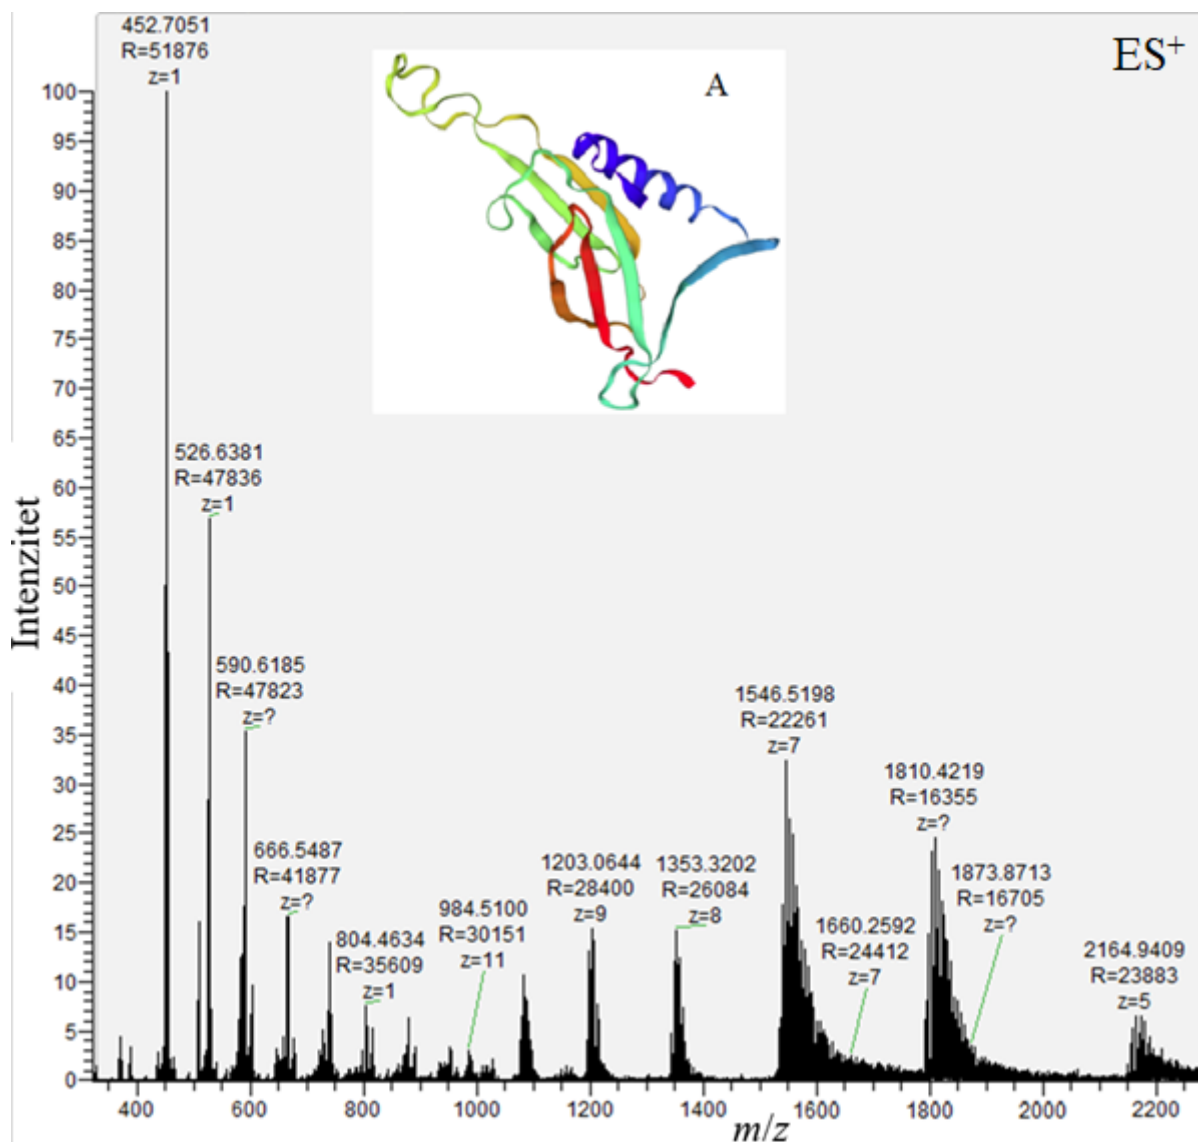 452.7051
R=51876
z=1
ES+
A
100
95
90
85
80
75
70
65
60
55
50
45
40
35
30
25
20
15
10
5
0
Intenzitet
526.6381
R=47836
z=1
590.6185
R=47823
z=?
666.5487
R=41877
z=?
804.4634
R=35609
z=1
984.5100
R=30151
z=11
1203.0644
R=28400
z=9
1353.3202
R=26084
z=8
1546.5198
R=22261
z=7
1660.2592
R=24412
z=7
1810.4219
R=16355
z=?
1873.8713
R=16705
z=?
2164.9409
R=23883
z=5
400 600 800 1000 1200 1400 1600 1800 2000 2200
m/z